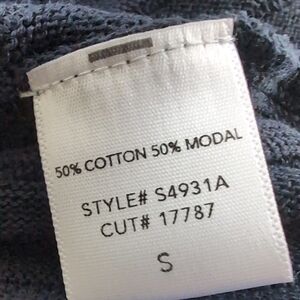 50% COTTON 50% MODAL
STYLE# S4931A
CUT# 17787
S